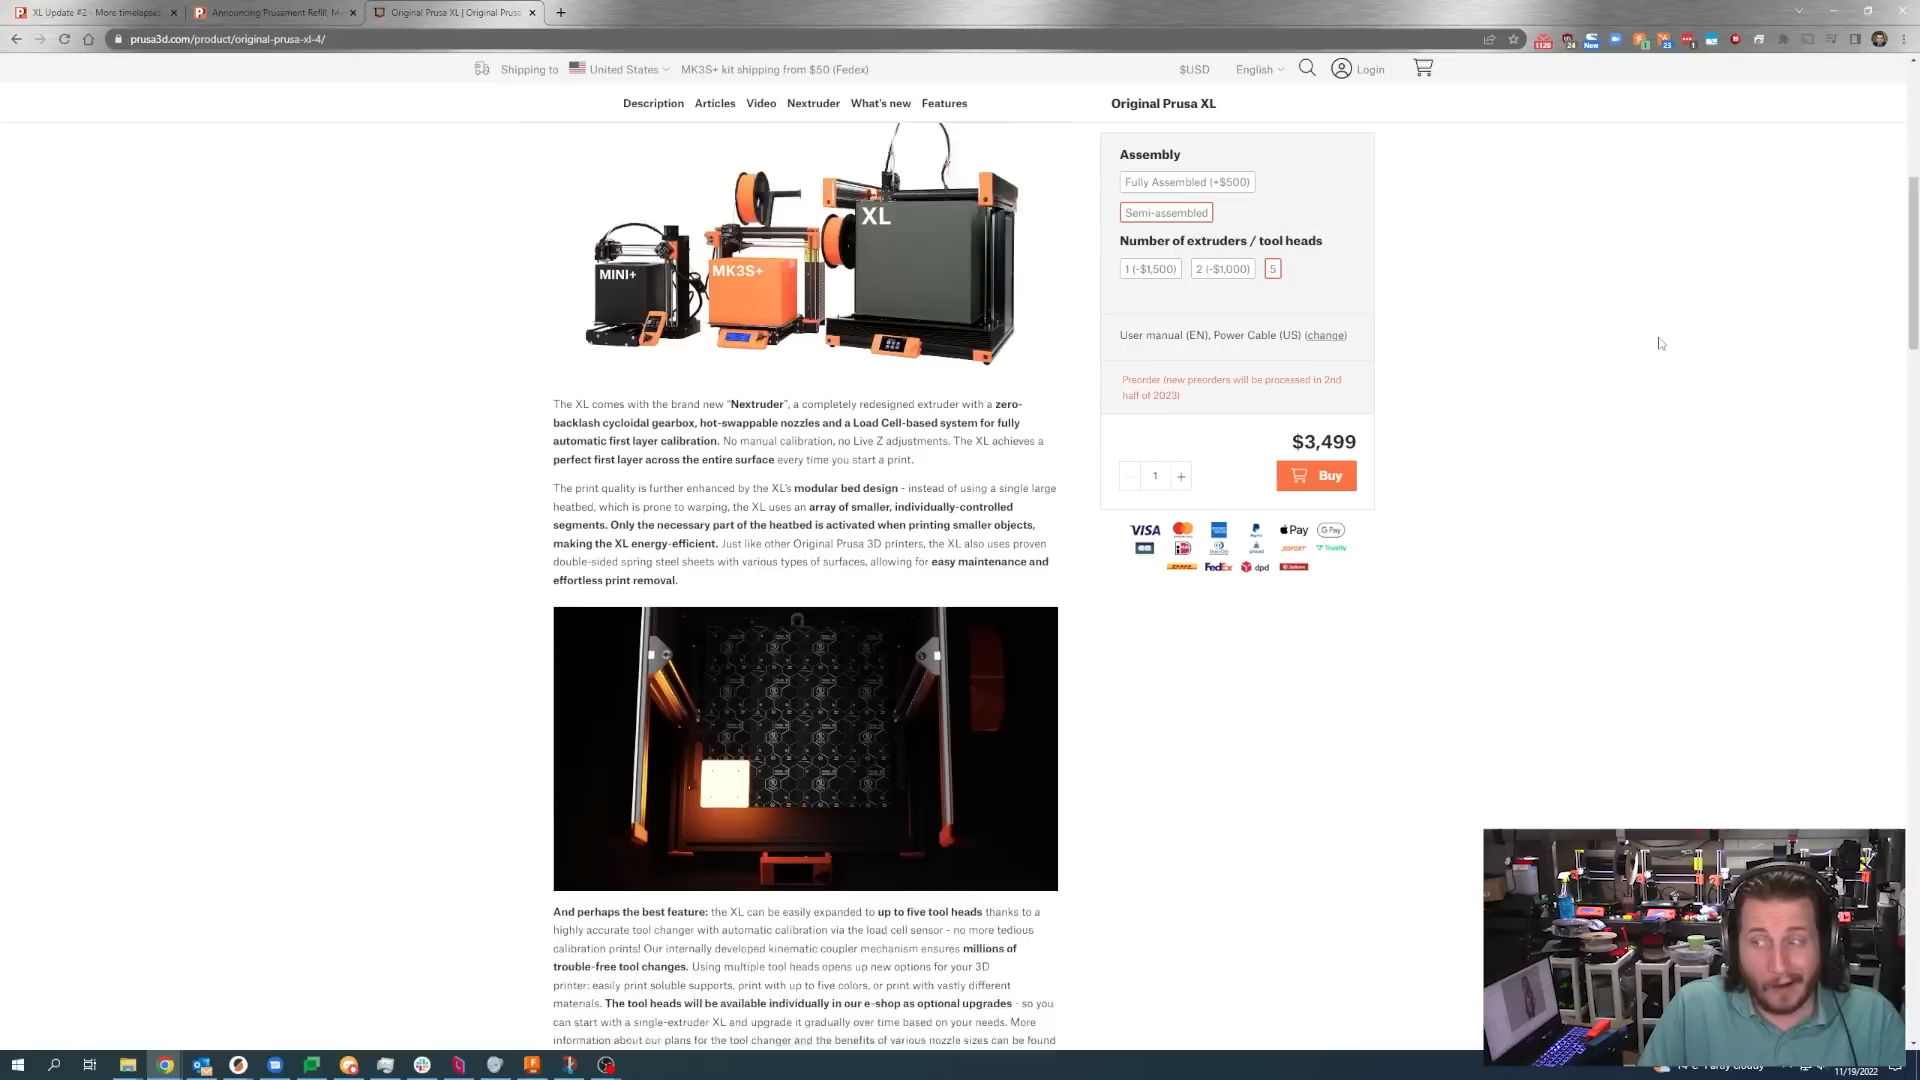 XL Update #2 - More timelapses
Announcing Prusament Refill, M
Original Prusa XL | Original Prusa
prusa3d.com/product/original-prusa-xl-4/
1120
24
New
1
23
1
Shipping to United States MK3S+ kit shipping from $50 (Fedex)
$USD English Login
Description Articles Video Nextruder What's new Features
Original Prusa XL
MINI+
MK3S+
XL
Assembly
Fully Assembled (+$500)
Semi-assembled
Number of extruders / tool heads
1 (-$1,500) 2 (-$1,000) 5
User manual (EN), Power Cable (US) (change)
Preorder (new preorders will be processed in 2nd
half of 2023)
$3,499
1 + Buy
VISA Pay G Pay
SOFORT Trustly
DHL FedEx dpd
The XL comes with the brand new "Nextruder", a completely redesigned extruder with a zero-
backlash cycloidal gearbox, hot-swappable nozzles and a Load Cell-based system for fully
automatic first layer calibration. No manual calibration, no Live Z adjustments. The XL achieves a
perfect first layer across the entire surface every time you start a print.
The print quality is further enhanced by the XL's modular bed design - instead of using a single large
heatbed, which is prone to warping, the XL uses an array of smaller, individually-controlled
segments. Only the necessary part of the heatbed is activated when printing smaller objects,
making the XL energy-efficient. Just like other Original Prusa 3D printers, the XL also uses proven
double-sided spring steel sheets with various types of surfaces, allowing for easy maintenance and
effortless print removal.
And perhaps the best feature: the XL can be easily expanded to up to five tool heads thanks to a
highly accurate tool changer with automatic calibration via the load cell sensor - no more tedious
calibration prints! Our internally developed kinematic coupler mechanism ensures millions of
trouble-free tool changes. Using multiple tool heads opens up new options for your 3D
printer: easily print soluble supports, print with up to five colors, or print with vastly different
materials. The tool heads will be available individually in our e-shop as optional upgrades - so you
can start with a single-extruder XL and upgrade it gradually over time based on your needs. More
information about our plans for the tool changer and the benefits of various nozzle sizes can be found
11/19/2022